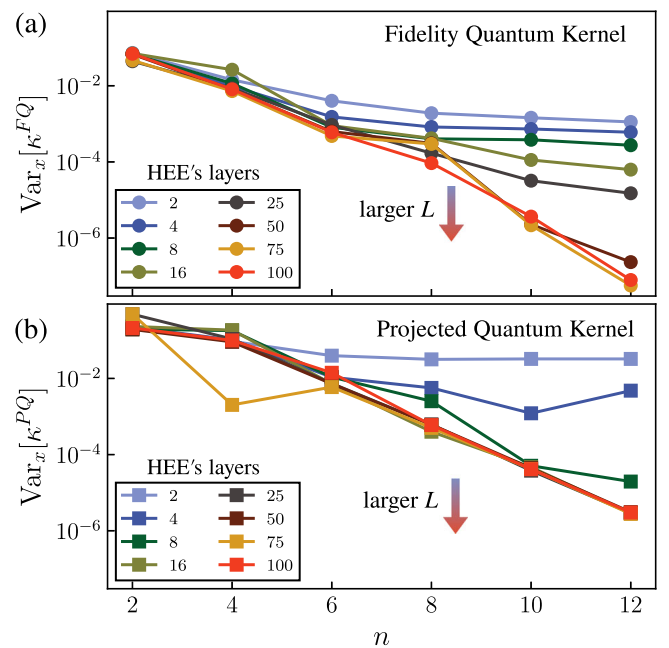 (a) Fidelity Quantum Kernel
10⁻²
10⁻⁴
10⁻⁶
Varₓ[κ^{FQ}]
HEE's layers
2 25
4 50
8 75
16 100
larger L
(b) Projected Quantum Kernel
10⁻²
10⁻⁴
10⁻⁶
Varₓ[κ^{PQ}]
HEE's layers
2 25
4 50
8 75
16 100
larger L
2 4 6 8 10 12
n